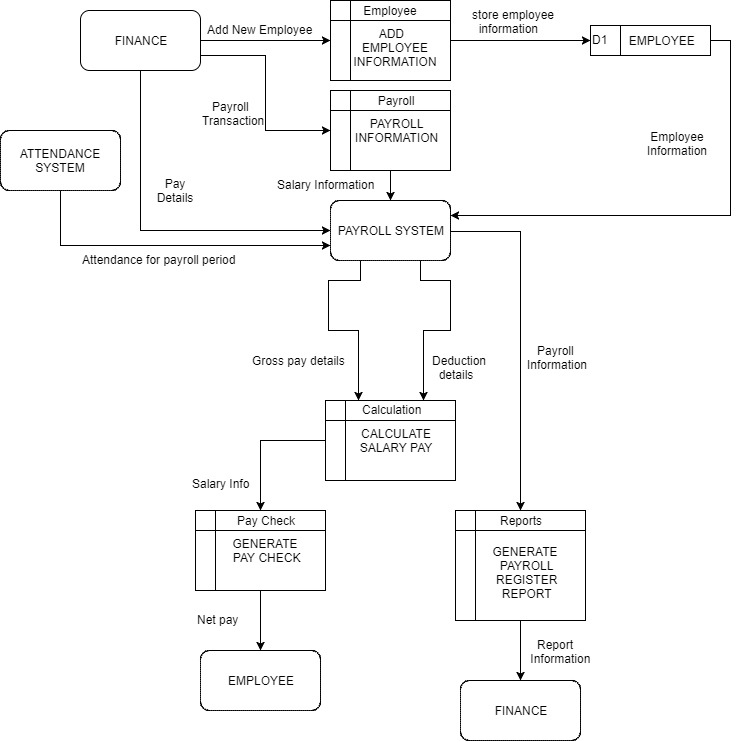 Employee
FINANCE
Add New Employee
ADD
EMPLOYEE
INFORMATION
store employee
information
D1
EMPLOYEE
Payroll
Transaction
Payroll
PAYROLL
INFORMATION
Employee
Information
ATTENDANCE
SYSTEM
Pay
Details
Salary Information
PAYROLL SYSTEM
Attendance for payroll period
Gross pay details
Deduction
details
Payroll
Information
Calculation
CALCULATE
SALARY PAY
Salary Info
Pay Check
GENERATE
PAY CHECK
Reports
GENERATE
PAYROLL
REGISTER
REPORT
Net pay
EMPLOYEE
Report
Information
FINANCE